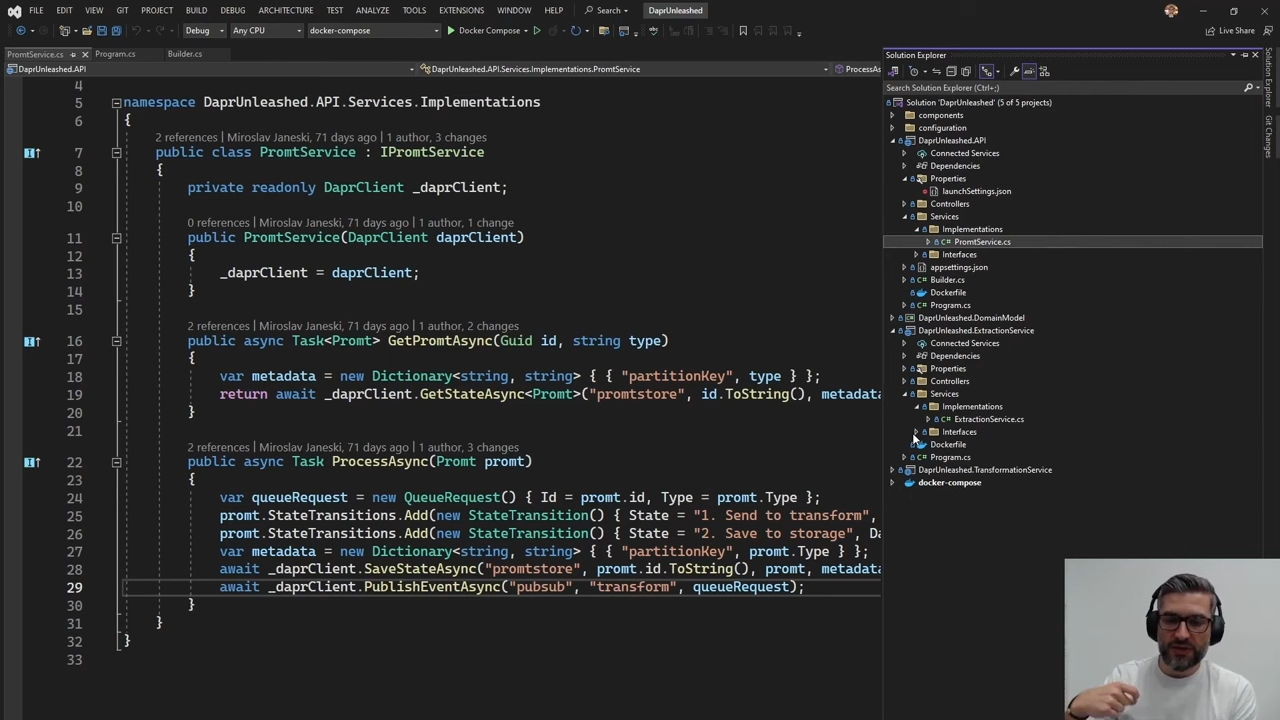 FILE EDIT VIEW GIT PROJECT BUILD DEBUG ARCHITECTURE TEST ANALYZE TOOLS EXTENSIONS WINDOW HELP Search DaprUnleashed
Debug Any CPU docker-compose Docker Compose Live Share
PromtService.cs Program.cs Builder.cs
DaprUnleashed.API DaprUnleashed.API.Services.Implementations.PromtService ProcessAs
4
5 namespace DaprUnleashed.API.Services.Implementations
6 {
2 references | Miroslav Janeski, 71 days ago | 1 author, 3 changes
7 public class PromtService : IPromtService
8 {
9 private readonly DaprClient _daprClient;
10
0 references | Miroslav Janeski, 71 days ago | 1 author, 1 change
11 public PromtService(DaprClient daprClient)
12 {
13 _daprClient = daprClient;
14 }
15
2 references | Miroslav Janeski, 71 days ago | 1 author, 2 changes
16 public async Task<Promt> GetPromtAsync(Guid id, string type)
17 {
18 var metadata = new Dictionary<string, string> { { "partitionKey", type } };
19 return await _daprClient.GetStateAsync<Promt>("promtstore", id.ToString(), metadata
20 }
21
2 references | Miroslav Janeski, 71 days ago | 1 author, 3 changes
22 public async Task ProcessAsync(Promt promt)
23 {
24 var queueRequest = new QueueRequest() { Id = promt.id, Type = promt.Type };
25 promt.StateTransitions.Add(new StateTransition() { State = "1. Send to transform",
26 promt.StateTransitions.Add(new StateTransition() { State = "2. Save to storage", Da
27 var metadata = new Dictionary<string, string> { { "partitionKey", promt.Type } };
28 await _daprClient.SaveStateAsync("promtstore", promt.id.ToString(), promt, metadata
29 await _daprClient.PublishEventAsync("pubsub", "transform", queueRequest);
30 }
31 }
32 }
33
Solution Explorer
Search Solution Explorer (Ctrl+;)
Solution 'DaprUnleashed' (5 of 5 projects)
components
configuration
DaprUnleashed.API
Connected Services
Dependencies
Properties
launchSettings.json
Controllers
Services
Implementations
C# PromtService.cs
Interfaces
appsettings.json
C# Builder.cs
Dockerfile
C# Program.cs
DaprUnleashed.DomainModel
DaprUnleashed.ExtractionService
Connected Services
Dependencies
Properties
Controllers
Services
Implementations
C# ExtractionService.cs
Interfaces
Dockerfile
C# Program.cs
DaprUnleashed.TransformationService
docker-compose
Solution Explorer
Git Changes